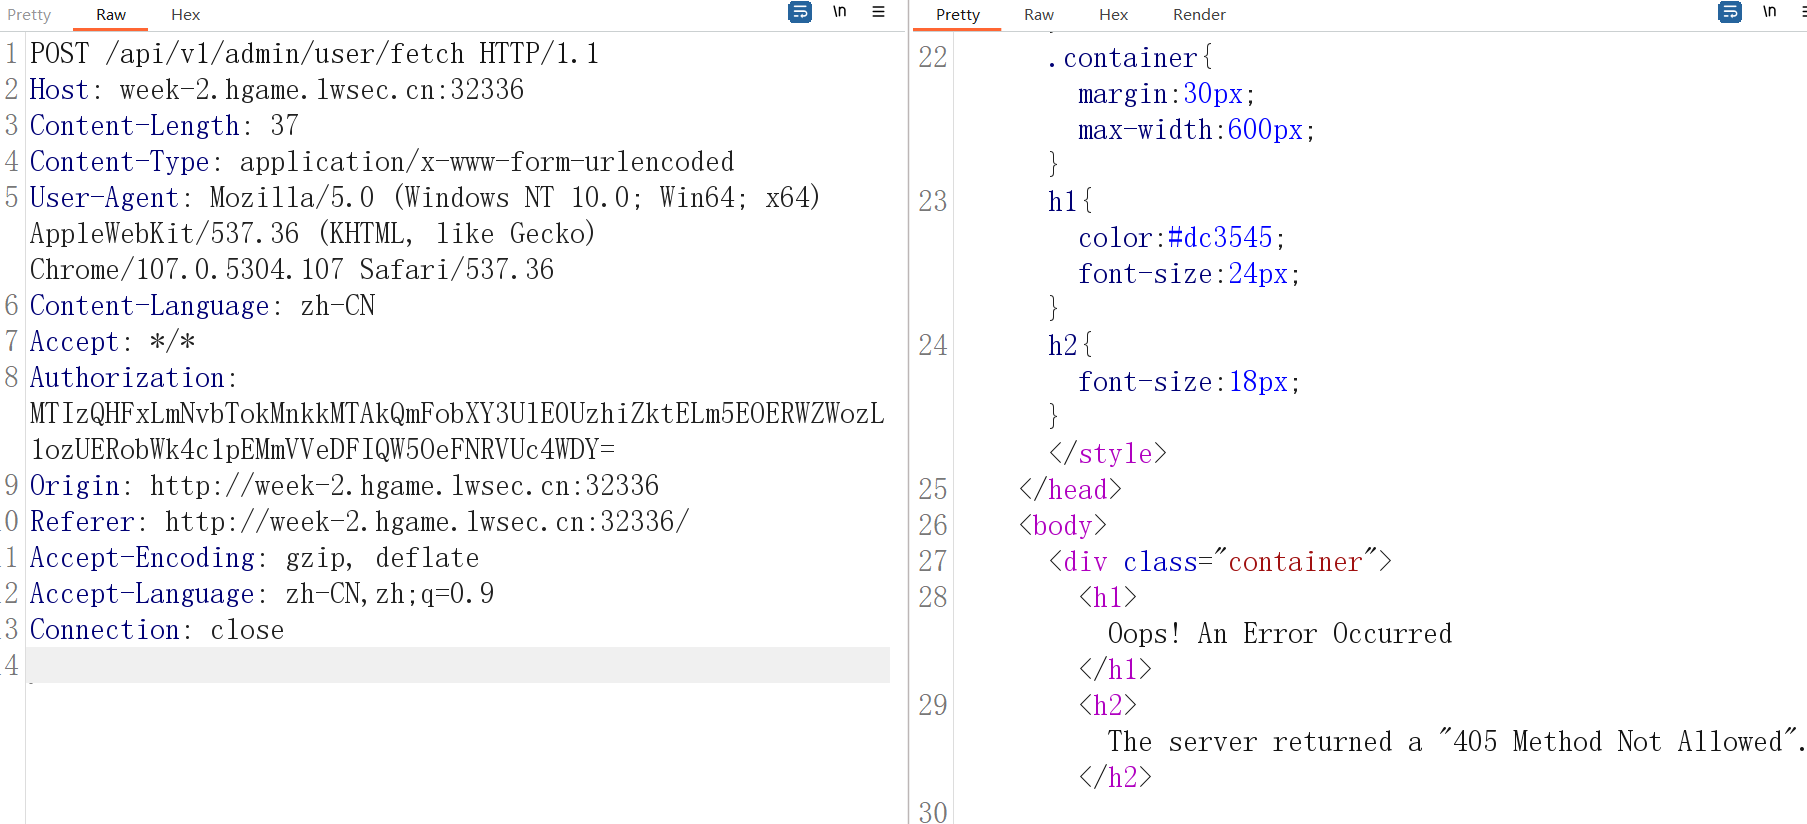 Pretty Raw Hex \n
1 POST /api/v1/admin/user/fetch HTTP/1.1
2 Host: week-2.hgame.lwsec.cn:32336
3 Content-Length: 37
4 Content-Type: application/x-www-form-urlencoded
5 User-Agent: Mozilla/5.0 (Windows NT 10.0; Win64; x64)
AppleWebKit/537.36 (KHTML, like Gecko)
Chrome/107.0.5304.107 Safari/537.36
6 Content-Language: zh-CN
7 Accept: */*
8 Authorization:
MTIzQHFxLmNvbTokMnkkMTAkQmFobXY3UlE0UzhiZktELm5EOERWZWozL
1ozUERobWk4c1pEMmVVeDFIQW5OeFNRVUc4WDY=
9 Origin: http://week-2.hgame.lwsec.cn:32336
0 Referer: http://week-2.hgame.lwsec.cn:32336/
1 Accept-Encoding: gzip, deflate
2 Accept-Language: zh-CN,zh;q=0.9
3 Connection: close
4
Pretty Raw Hex Render \n
22 .container{
margin:30px;
max-width:600px;
}
23 h1{
color:#dc3545;
font-size:24px;
}
24 h2{
font-size:18px;
}
</style>
25 </head>
26 <body>
27 <div class="container">
28 <h1>
Oops! An Error Occurred
</h1>
29 <h2>
The server returned a "405 Method Not Allowed".
</h2>
30